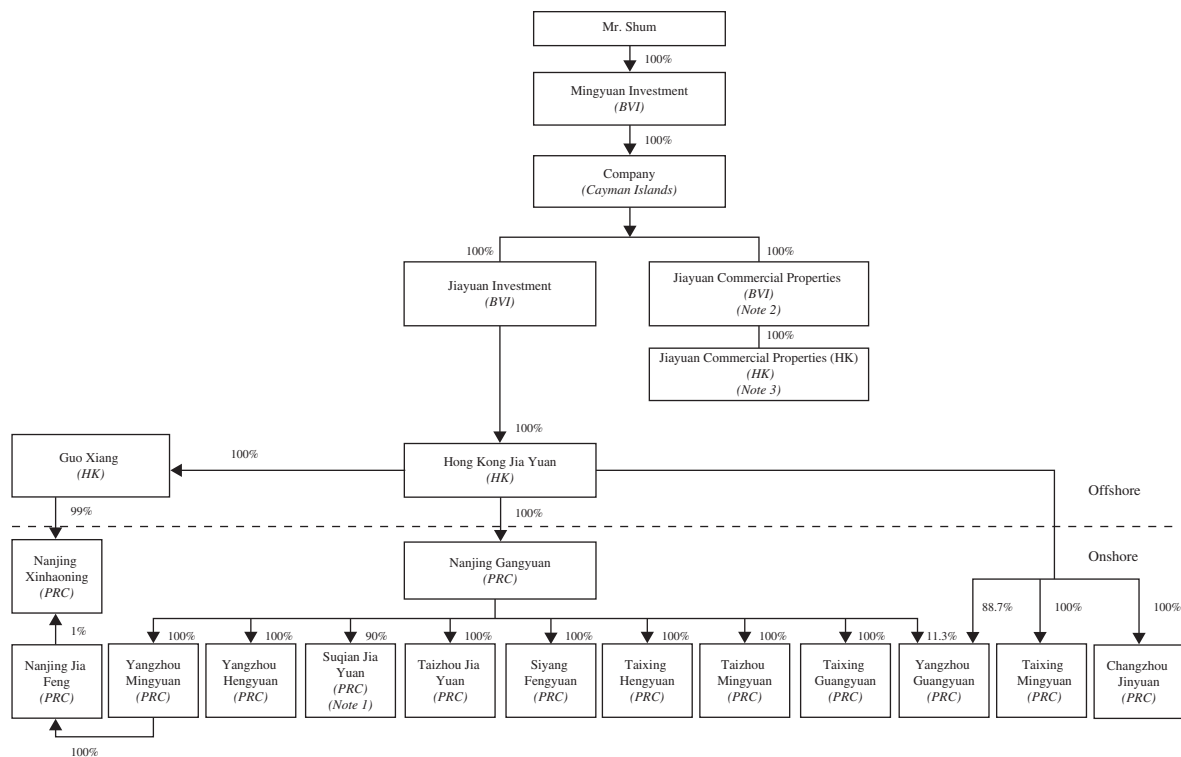 Mr. Shum
100%
Mingyuan Investment
(BVI)
100%
Company
(Cayman Islands)
100%
100%
Jiayuan Investment
(BVI)
Jiayuan Commercial Properties
(BVI)
(Note 2)
100%
Jiayuan Commercial Properties (HK)
(HK)
(Note 3)
100%
Guo Xiang
(HK)
100%
Hong Kong Jia Yuan
(HK)
Offshore
99%
100%
Onshore
Nanjing
Xinhaoning
(PRC)
Nanjing Gangyuan
(PRC)
88.7%
100%
100%
1%
100%
100%
90%
100%
100%
100%
100%
100%
11.3%
Nanjing Jia
Feng
(PRC)
Yangzhou
Mingyuan
(PRC)
Yangzhou
Hengyuan
(PRC)
Suqian Jia
Yuan
(PRC)
(Note 1)
Taizhou Jia
Yuan
(PRC)
Siyang
Fengyuan
(PRC)
Taixing
Hengyuan
(PRC)
Taizhou
Mingyuan
(PRC)
Taixing
Guangyuan
(PRC)
Yangzhou
Guangyuan
(PRC)
Taixing
Mingyuan
(PRC)
Changzhou
Jinyuan
(PRC)
100%